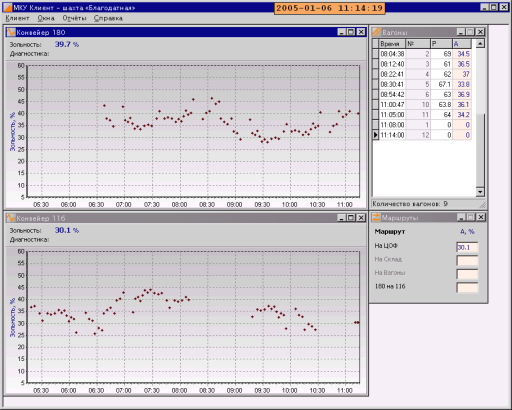 МКУ Клиент - шахта «Благодатная»
2005-01-06 11:14:19
Клиент Окна Отчёты Справка
Конвейер 180
Зольность: 39.7 %
Диагностика:
Зольность, %
60
55
50
45
40
35
30
25
20
15
10
5
05:30 06:00 06:30 07:00 07:30 08:00 08:30 09:00 09:30 10:00 10:30 11:00
Вагоны
Время № P A
08:04:38 2 69 34.5
08:12:40 3 61 36.5
08:22:41 4 62 37
08:30:41 5 67.1 33.8
08:54:42 6 63 36.9
11:00:47 10 63.8 36.1
11:05:00 11 64 34.2
11:08:00 1 0 0
11:14:00 12 0 0
Количество вагонов: 9
Конвейер 116
Зольность: 30.1 %
Диагностика:
Зольность, %
60
55
50
45
40
35
30
25
20
15
10
5
05:30 06:00 06:30 07:00 07:30 08:00 08:30 09:00 09:30 10:00 10:30 11:00
Маршруты
Маршрут A, %
На ЦОФ 30.1
На Склад
На Вагоны
180 на 116